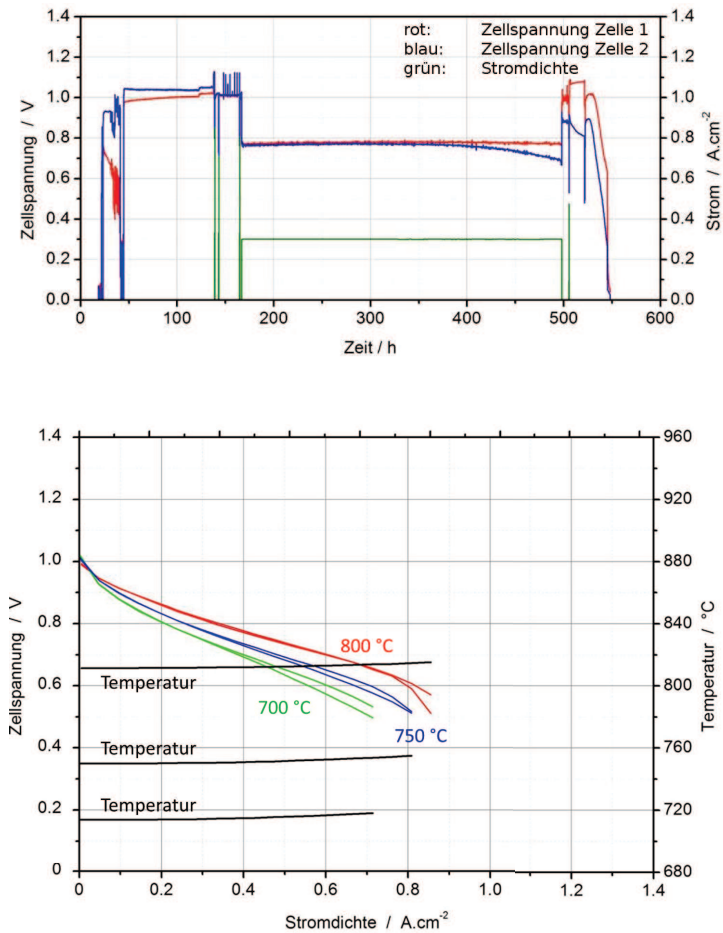 rot: Zellspannung Zelle 1
blau: Zellspannung Zelle 2
grün: Stromdichte
1.4
1.2
1.0
0.8
0.6
0.4
0.2
0.0
Zellspannung / V
1.4
1.2
1.0
0.8
0.6
0.4
0.2
0.0
Strom / A.cm-2
0 100 200 300 400 500 600
Zeit / h
1.4
1.2
1.0
0.8
0.6
0.4
0.2
0
Zellspannung / V
960
920
880
840
800
760
720
680
Temperatur / °C
800 °C
Temperatur
700 °C
750 °C
Temperatur
Temperatur
0 0.2 0.4 0.6 0.8 1.0 1.2 1.4
Stromdichte / A.cm-2